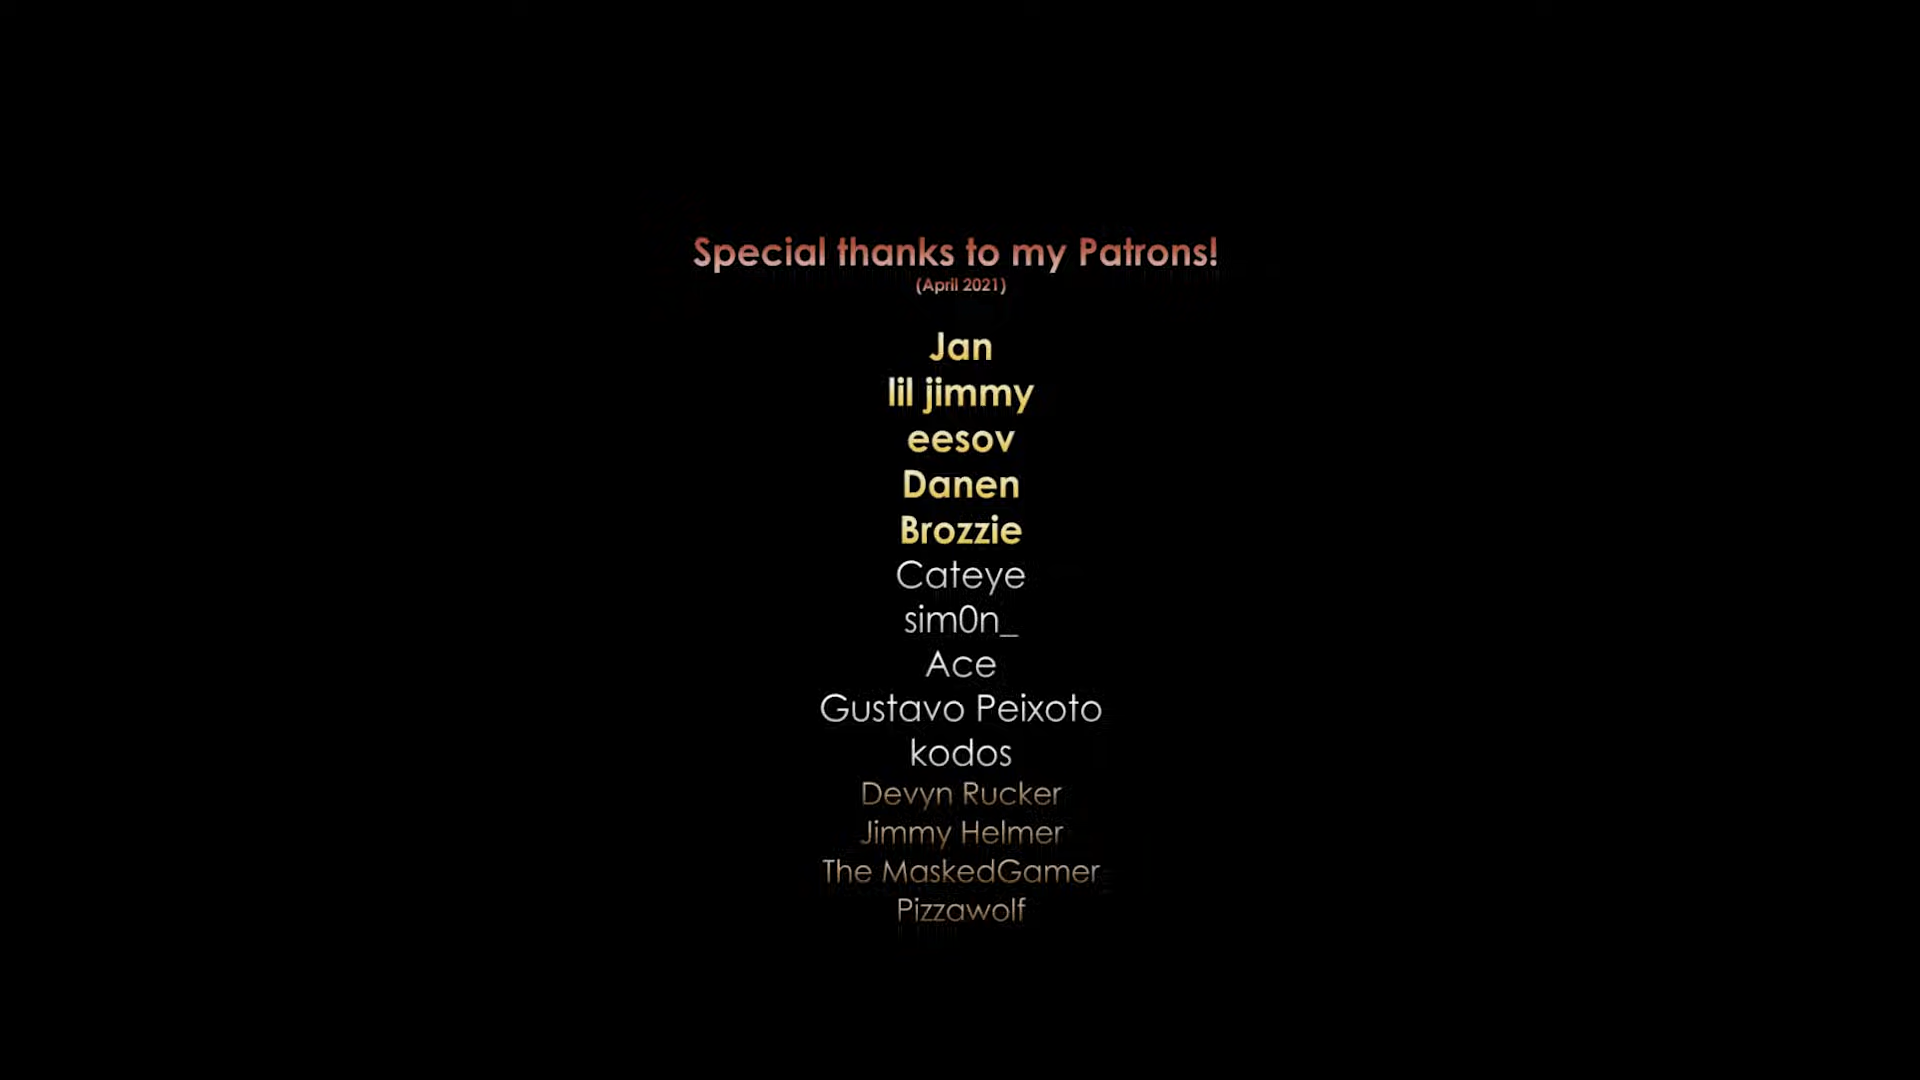 Special thanks to my Patrons!
(April 2021)
Jan
lil jimmy
eesov
Danen
Brozzie
Cateye
sim0n_
Ace
Gustavo Peixoto
kodos
Devyn Rucker
Jimmy Helmer
The MaskedGamer
Pizzawolf